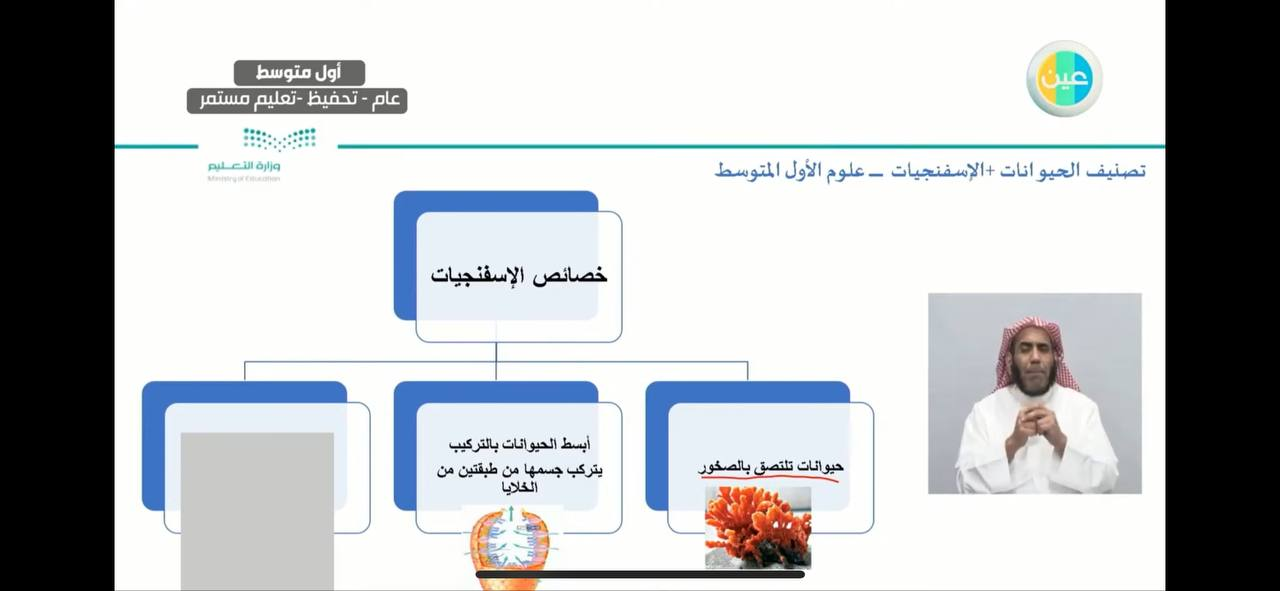 أول متوسط
عام - تحفيظ -تعليم مستمر
عين
وزارة التعـــليم
Ministry of Education
تصنيف الحيوانات +الإسفنجيات ــ علوم الأول المتوسط
خصائص الإسفنجيات
حيوانات تلتصق بالصخور
أبسط الحيوانات بالتركيب
يتركب جسمها من طبقتين من
الخلايا